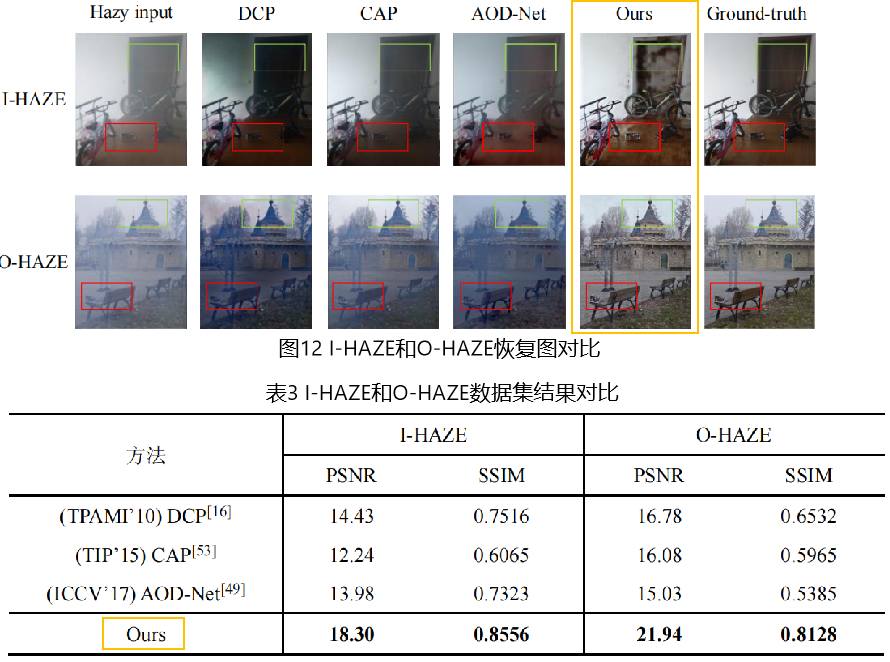 Hazy input DCP CAP AOD-Net Ours Ground-truth
I-HAZE
O-HAZE
图12 I-HAZE和O-HAZE恢复图对比
表3 I-HAZE和O-HAZE数据集结果对比
方法 I-HAZE O-HAZE
PSNR SSIM PSNR SSIM
(TPAMI’10) DCP[16] 14.43 0.7516 16.78 0.6532
(TIP’15) CAP[53] 12.24 0.6065 16.08 0.5965
(ICCV’17) AOD-Net[49] 13.98 0.7323 15.03 0.5385
Ours 18.30 0.8556 21.94 0.8128